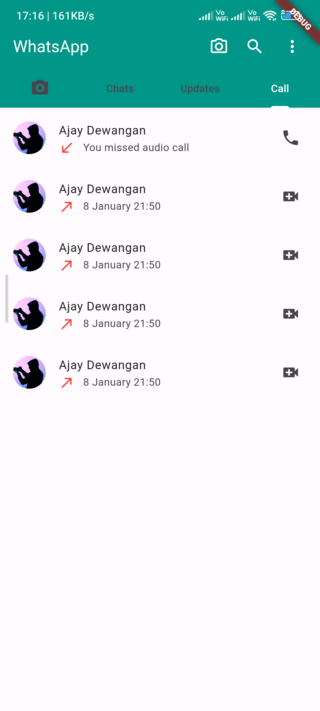 17:16 | 161KB/s
Vo WiFi Vo WiFi
DEBUG
WhatsApp
Chats Updates Call
Ajay Dewangan
You missed audio call
Ajay Dewangan
8 January 21:50
Ajay Dewangan
8 January 21:50
Ajay Dewangan
8 January 21:50
Ajay Dewangan
8 January 21:50